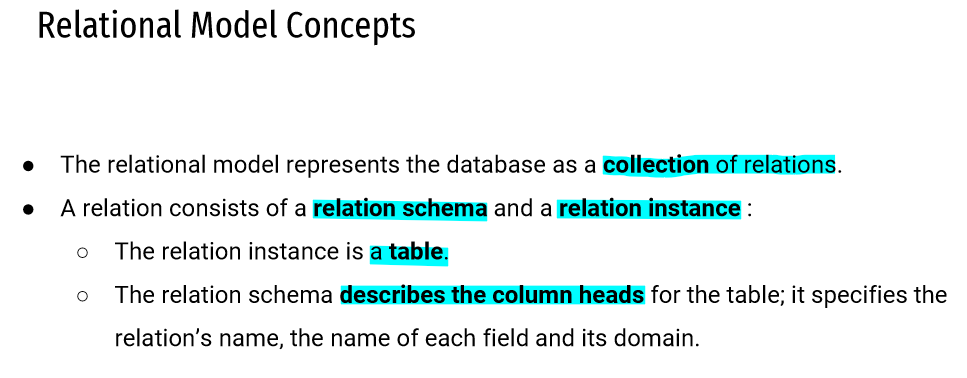 Relational Model Concepts
● The relational model represents the database as a collection of relations.
● A relation consists of a relation schema and a relation instance :
○ The relation instance is a table.
○ The relation schema describes the column heads for the table; it specifies the
relation’s name, the name of each field and its domain.